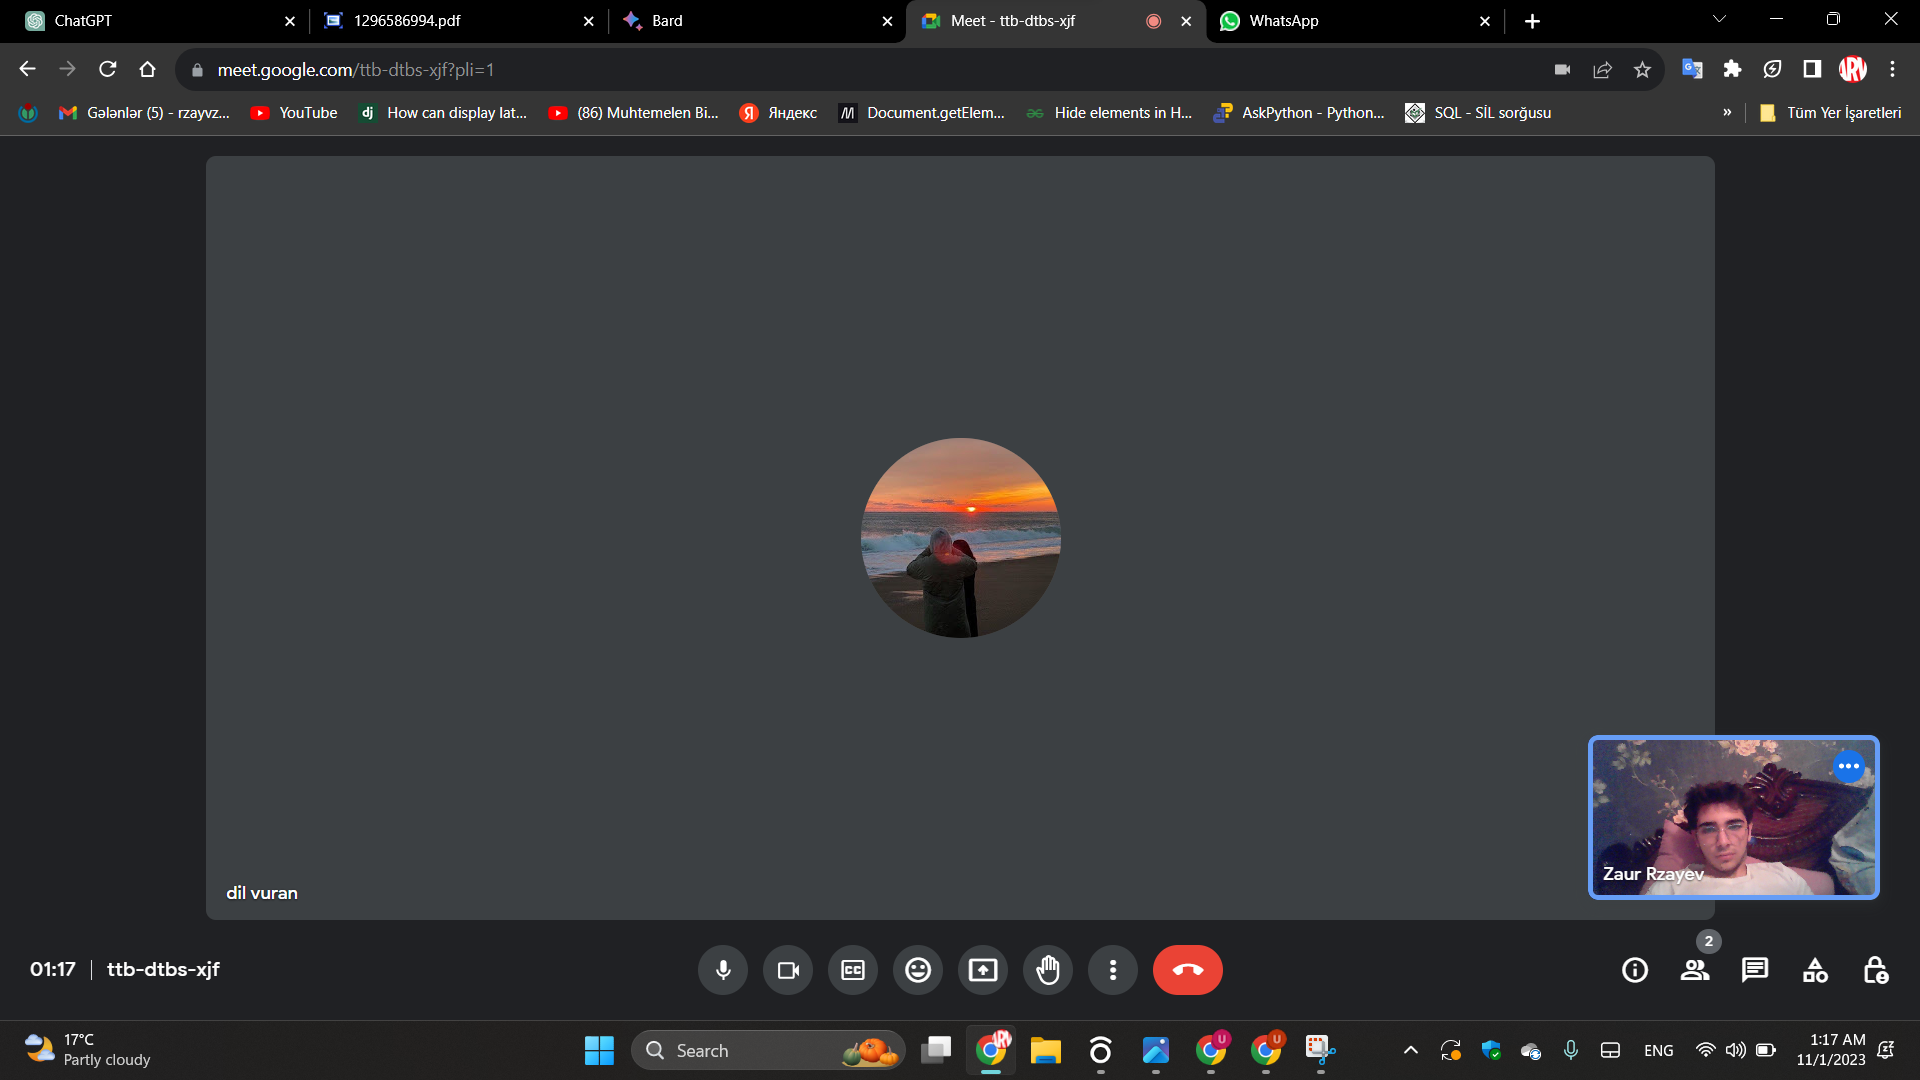 ChatGPT
1296586994.pdf
Bard
Meet - ttb-dtbs-xjf
WhatsApp
meet.google.com/ttb-dtbs-xjf?pli=1
Gələnlər (5) - rzayvz...
YouTube
dj
How can display lat...
(86) Muhtemelen Bi...
Я
Яндекс
M
Document.getElem...
Hide elements in H...
AskPython - Python...
SQL - SİL sorğusu
»
Tüm Yer İşaretleri
dil vuran
Zaur Rzayev
01:17 | ttb-dtbs-xjf
CC
2
17°C
Partly cloudy
Search
U
U
ENG
1:17 AM
11/1/2023